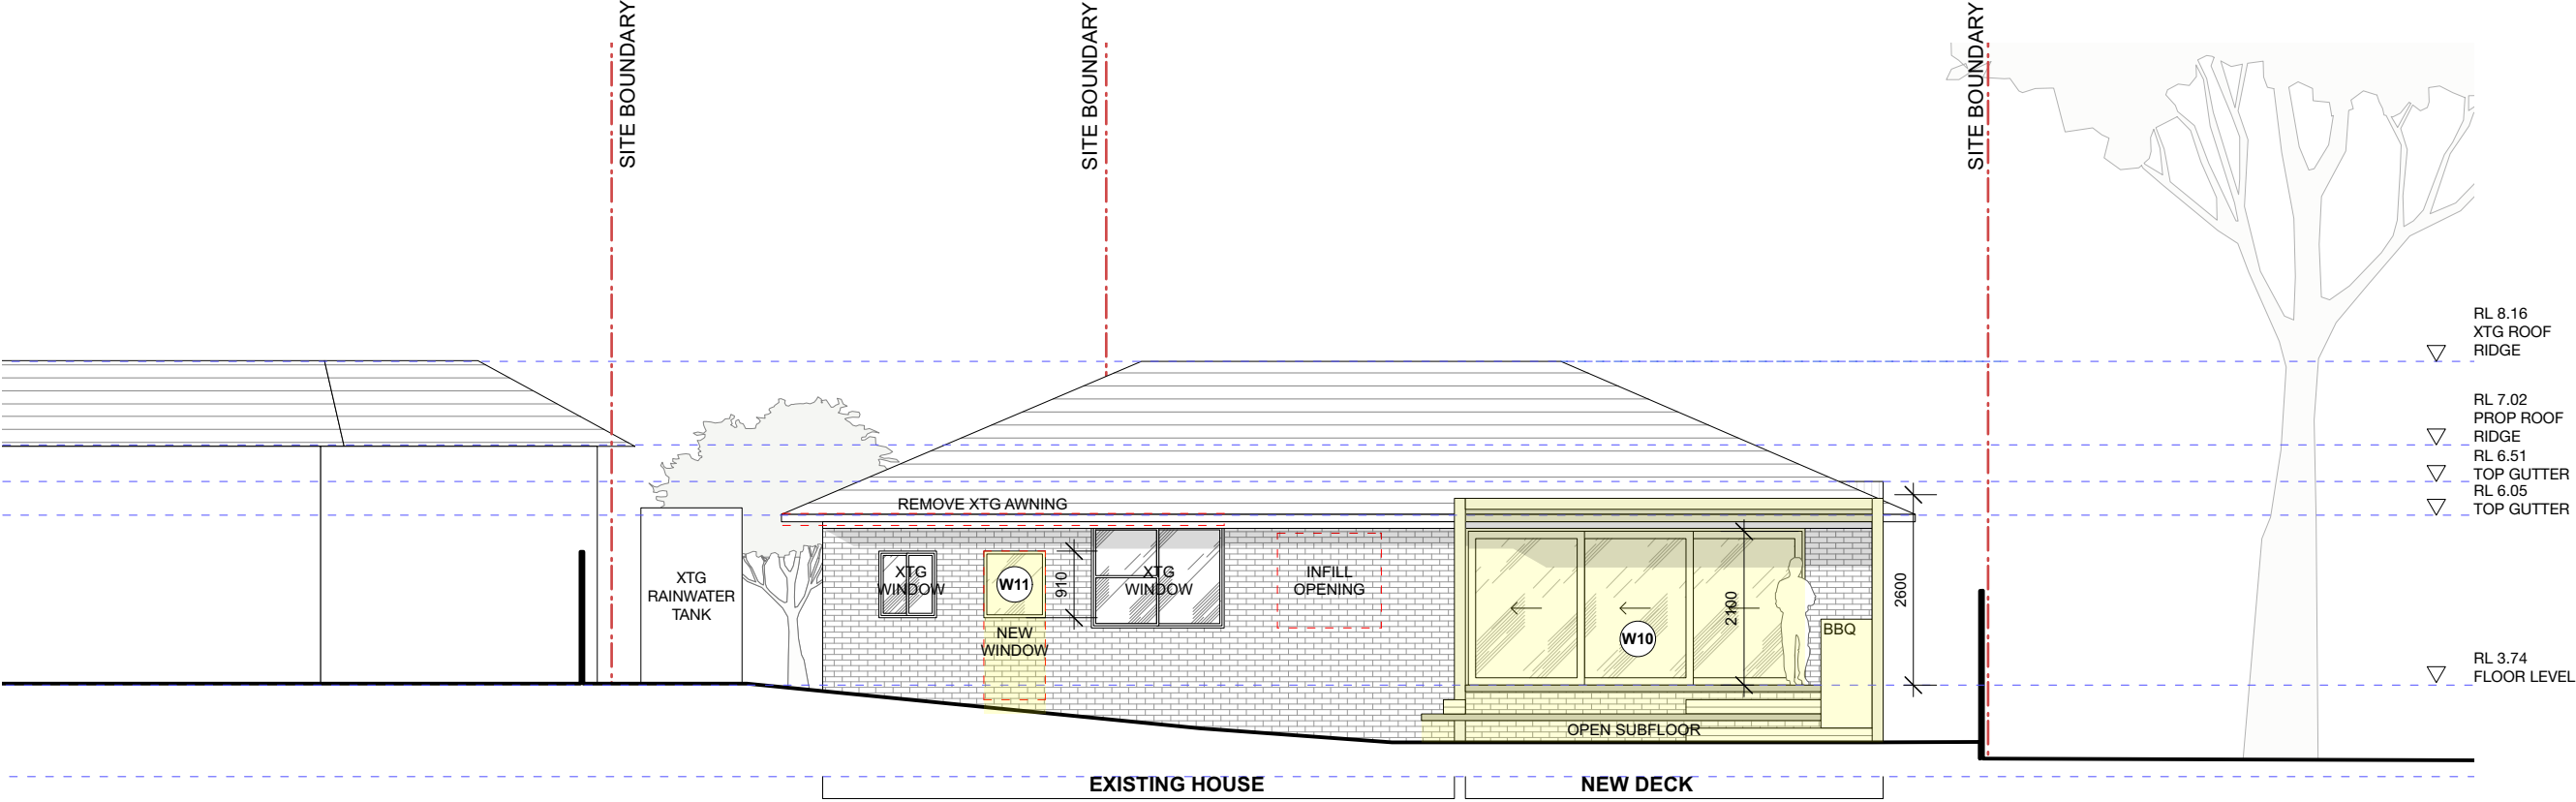 SITE BOUNDARY
SITE BOUNDARY
SITE BOUNDARY
RL 8.16
XTG ROOF
RIDGE
RL 7.02
PROP ROOF
RIDGE
RL 6.51
TOP GUTTER
RL 6.05
TOP GUTTER
REMOVE XTG AWNING
XTG
RAINWATER
TANK
XTG
WINDOW
W11
910
NEW
WINDOW
XTG
WINDOW
INFILL
OPENING
2100
W10
BBQ
2600
OPEN SUBFLOOR
RL 3.74
FLOOR LEVEL
EXISTING HOUSE
NEW DECK